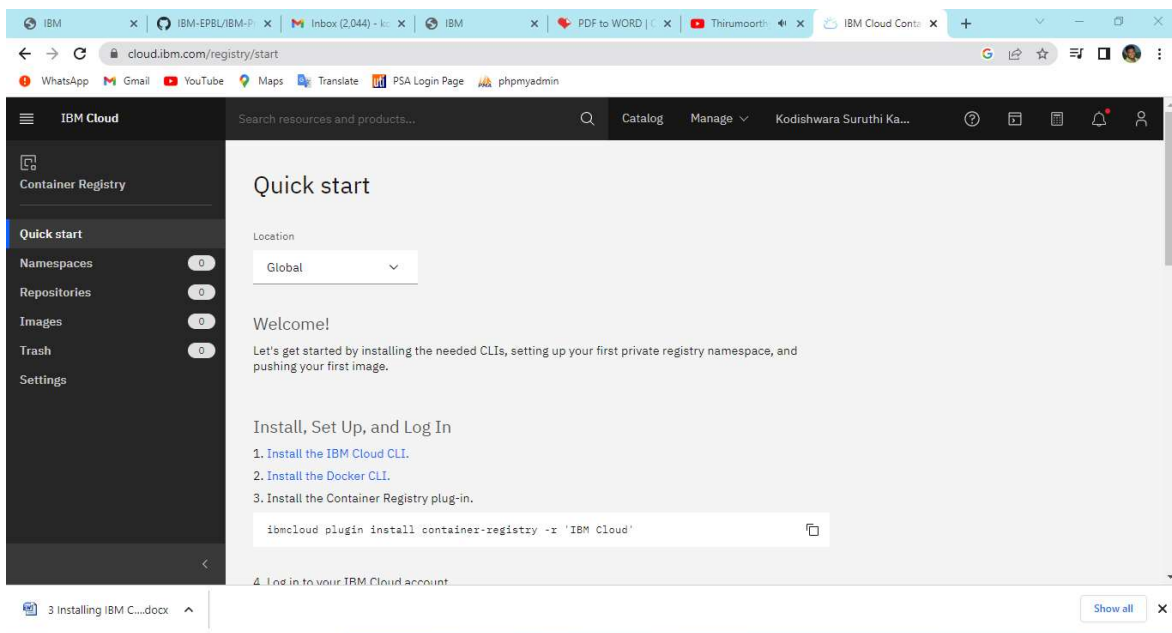 IBM
IBM-EPBL/IBM-P
Inbox (2,044) - k
IBM
PDF to WORD | C
Thirumoorth
IBM Cloud Conta
cloud.ibm.com/registry/start
WhatsApp
Gmail
YouTube
Maps
Translate
PSA Login Page
phpmyadmin
IBM Cloud
Search resources and products...
Catalog
Manage
Kodishwara Suruthi Ka...
Container Registry
Quick start
Namespaces 0
Repositories 0
Images 0
Trash 0
Settings
Quick start
Location
Global
Welcome!
Let's get started by installing the needed CLIs, setting up your first private registry namespace, and
pushing your first image.
Install, Set Up, and Log In
1. Install the IBM Cloud CLI.
2. Install the Docker CLI.
3. Install the Container Registry plug-in.
ibmcloud plugin install container-registry -r 'IBM Cloud'
4. Log in to your IBM Cloud account
3 Installing IBM C....docx
Show all